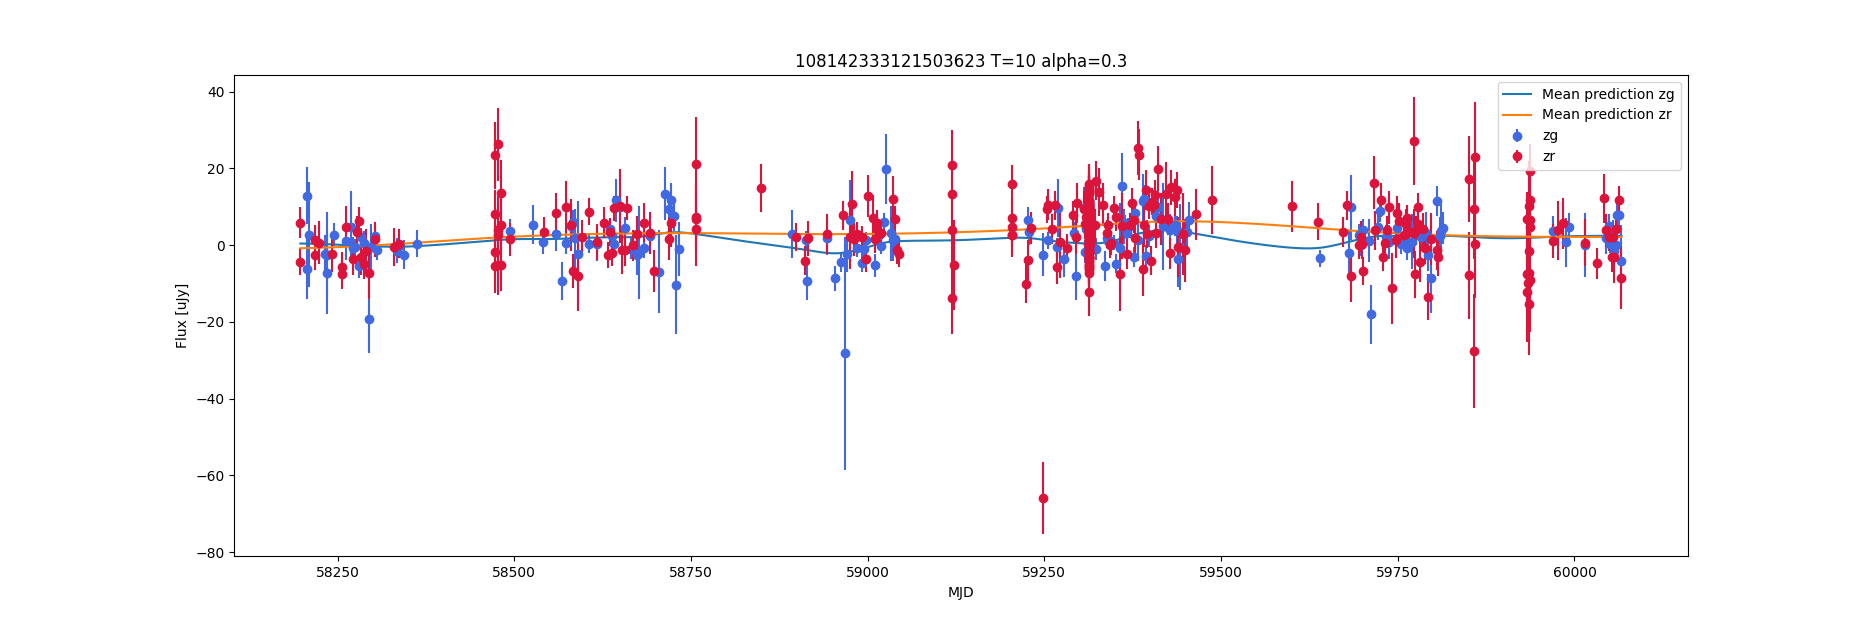 108142333121503623 T=10 alpha=0.3
Mean prediction zg
Mean prediction zr
zg
zr
Flux [uJy]
40
20
0
−20
−40
−60
−80
58250 58500 58750 59000 59250 59500 59750 60000
MJD